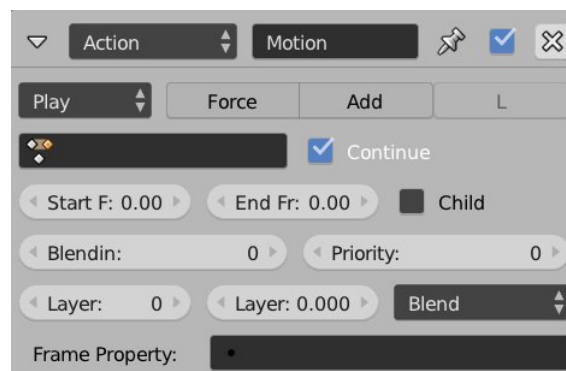 Action Motion
Play Force Add L
Continue
Start F: 0.00 End Fr: 0.00 Child
Blendin: 0 Priority: 0
Layer: 0 Layer: 0.000 Blend
Frame Property: